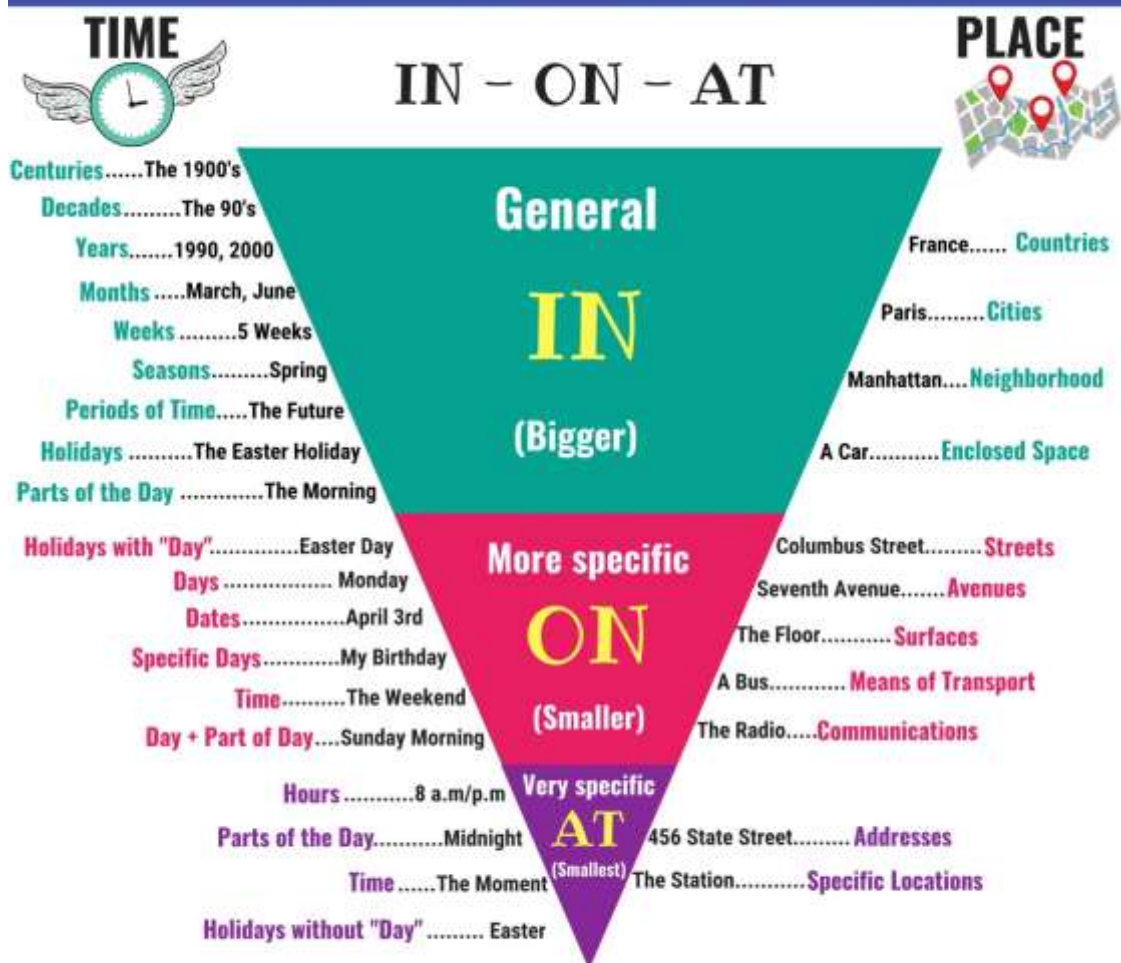 TIME
IN – ON – AT
PLACE
Centuries......The 1900's
Decades.........The 90's
Years.......1990, 2000
Months .....March, June
Weeks .........5 Weeks
Seasons.........Spring
Periods of Time.....The Future
Holidays ..........The Easter Holiday
Parts of the Day .............The Morning
General
IN
(Bigger)
France...... Countries
Paris.........Cities
Manhattan....Neighborhood
A Car...........Enclosed Space
Holidays with "Day"..............Easter Day
Days ................. Monday
Dates................April 3rd
Specific Days............My Birthday
Time..........The Weekend
Day + Part of Day....Sunday Morning
More specific
ON
(Smaller)
Columbus Street.........Streets
Seventh Avenue.......Avenues
The Floor...........Surfaces
A Bus............Means of Transport
The Radio.....Communications
Hours ...........8 a.m/p.m
Parts of the Day...........Midnight
Time ......The Moment
Holidays without "Day" ......... Easter
Very specific
AT
(Smallest)
456 State Street.........Addresses
The Station...........Specific Locations